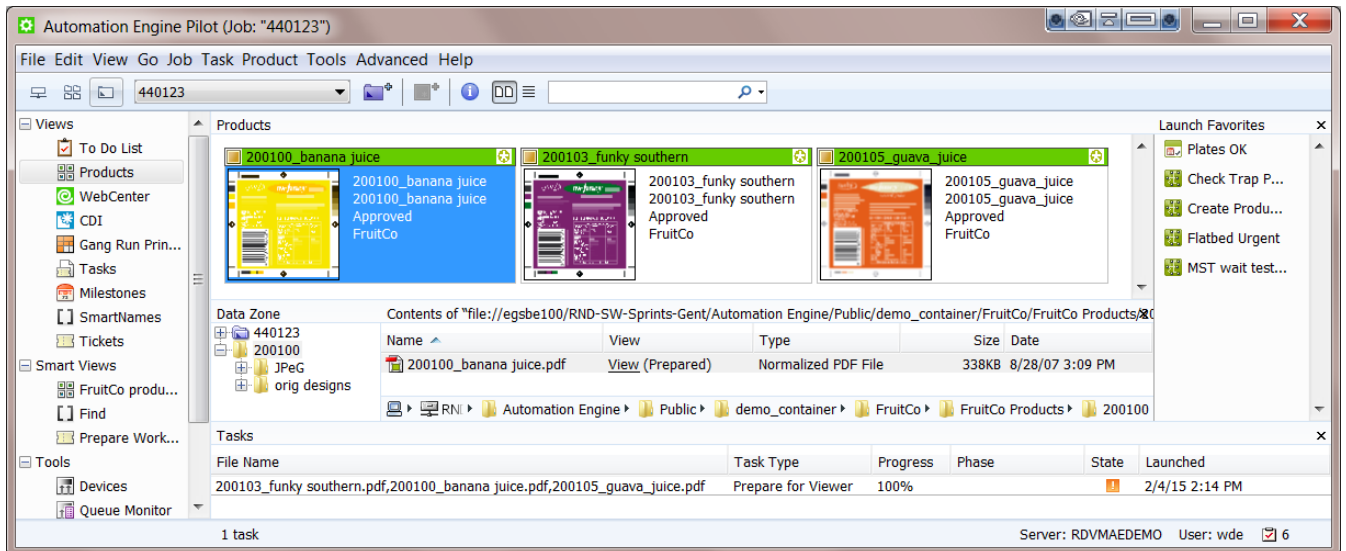 Automation Engine Pilot (Job: "440123")
File Edit View Go Job Task Product Tools Advanced Help
440123
Views
To Do List
Products
WebCenter
CDI
Gang Run Prin...
Tasks
Milestones
SmartNames
Tickets
Smart Views
FruitCo produ...
Find
Prepare Work...
Tools
Devices
Queue Monitor
Products
200100_banana juice
200100_banana juice
200100_banana juice
Approved
FruitCo
200103_funky southern
200103_funky southern
200103_funky southern
Approved
FruitCo
200105_guava_juice
200105_guava_juice
200105_guava_juice
Approved
FruitCo
Data Zone
440123
200100
JPeG
orig designs
Contents of "file://egsbe100/RND-SW-Sprints-Gent/Automation Engine/Public/demo_container/FruitCo/FruitCo Products/
Name View Type Size Date
200100_banana juice.pdf View (Prepared) Normalized PDF File 338KB 8/28/07 3:09 PM
Automation Engine Public demo_container FruitCo FruitCo Products 200100
Launch Favorites
Plates OK
Check Trap P...
Create Produ...
Flatbed Urgent
MST wait test...
Tasks
File Name Task Type Progress Phase State Launched
200103_funky southern.pdf,200100_banana juice.pdf,200105_guava_juice.pdf Prepare for Viewer 100% 2/4/15 2:14 PM
1 task Server: RDVMAEDEMO User: wde 6